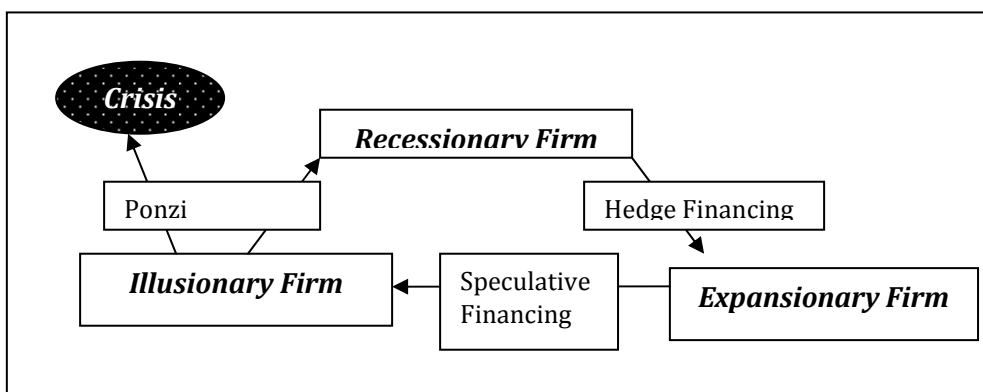 Crisis
Recessionary Firm
Ponzi
Hedge Financing
Illusionary Firm
Speculative
Financing
Expansionary Firm